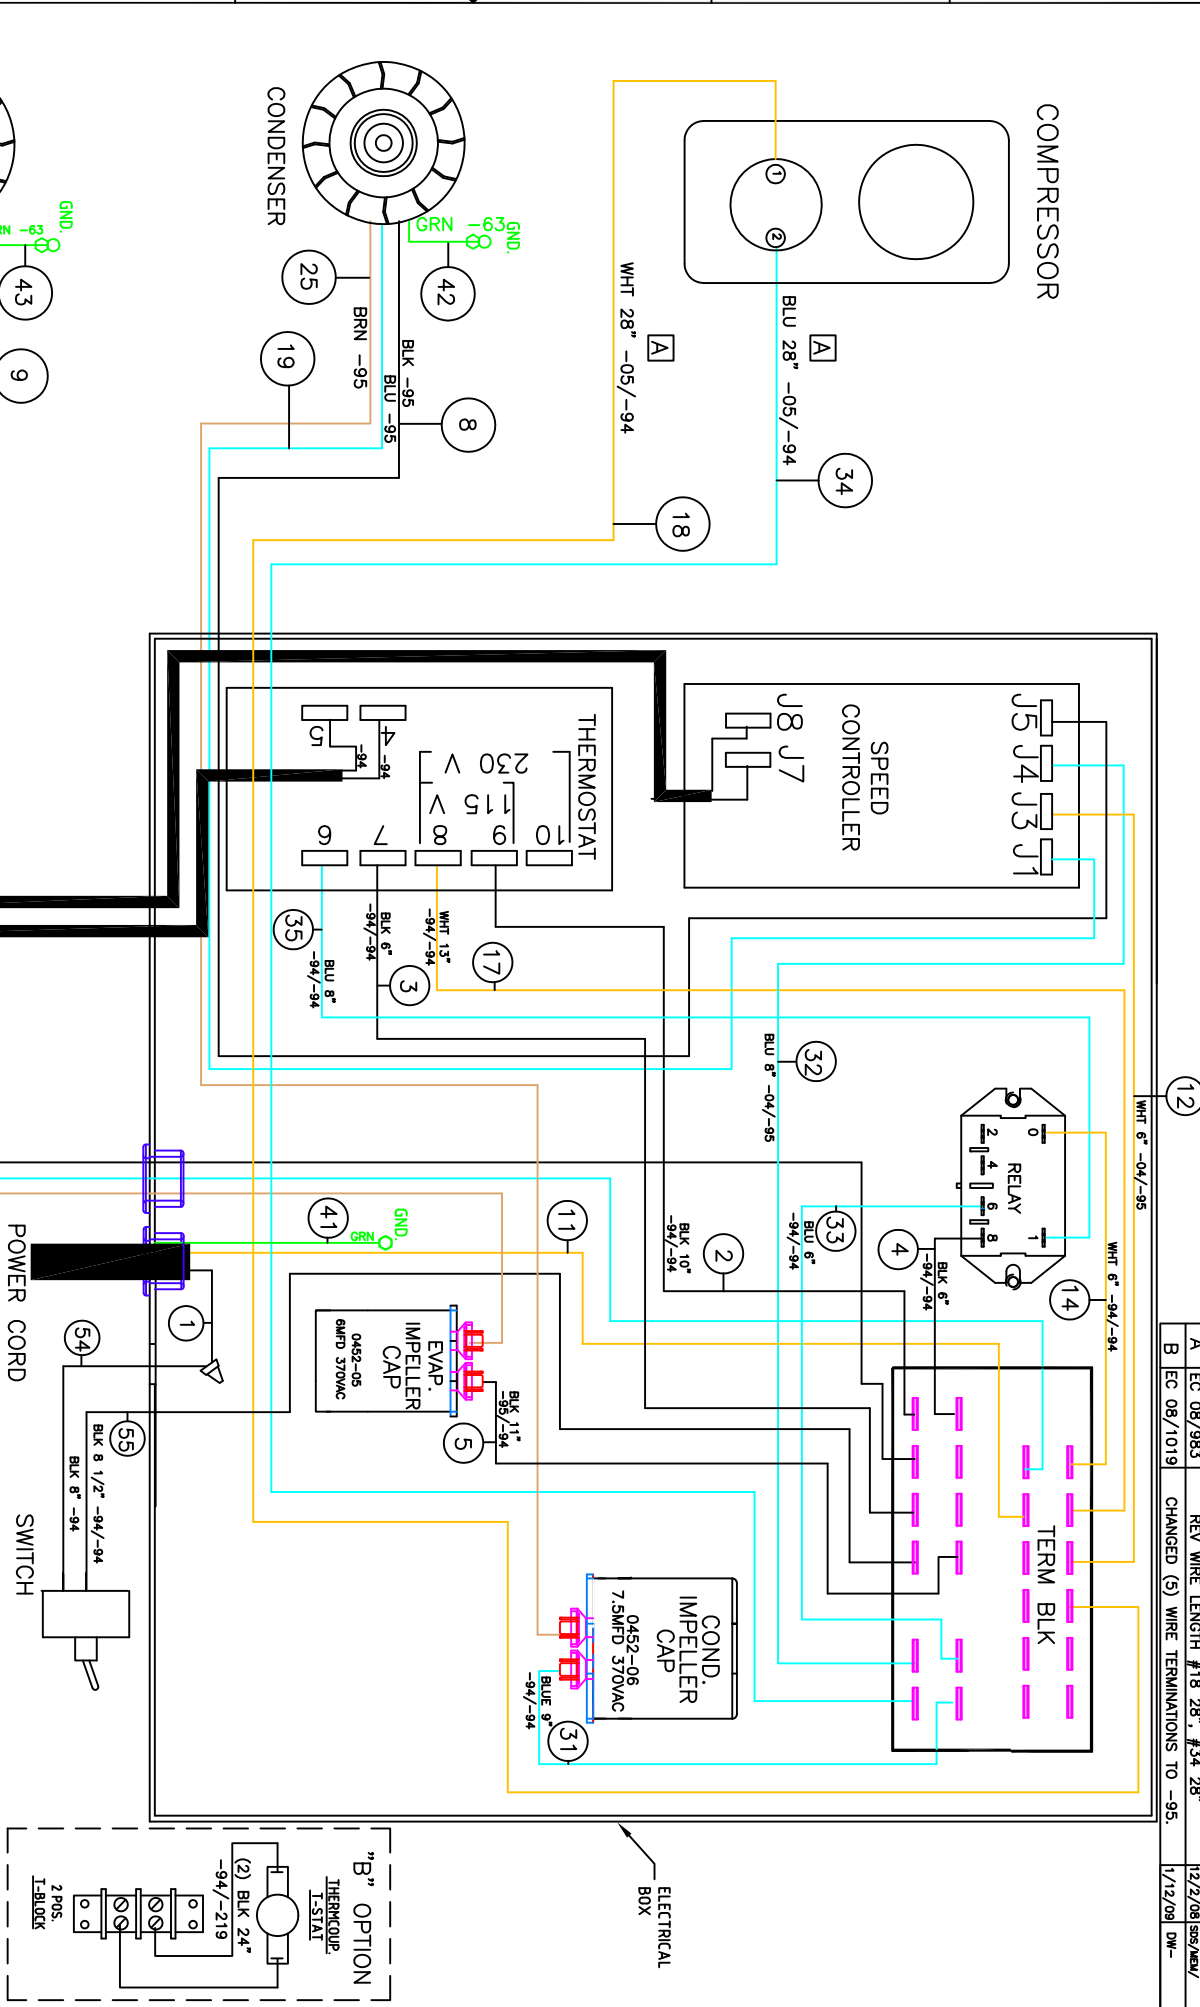 COMPRESSOR
1
2
BLU 28" -05/-94
A
34
WHT 28" -05/-94
A
18
CONDENSER
GRN -63
GND.
42
25
BRN -95
19
BLK -95
BLU -95
8
GND.
-63
43
9
SPEED
CONTROLLER
J5 J4 J3 J1
J8 J7
THERMOSTAT
4 -94
5 -94
230 V
115 V
6 7 8 9 10
35
BLU 8"
-94/-94
BLK 6"
-94/-94
3
WHT 13"
-94/-94
17
32
BLU 8" -04/-95
12
WHT 6" -04/-95
RELAY
0
2
4
6
8
1
33
BLU 6"
-94/-94
4
BLK 6"
-94/-94
14
WHT 6" -94/-94
2
BLK 10"
-94/-94
11
41
GRN
GND.
POWER CORD
1
54
55
BLK 8 1/2" -94/-94
BLK 8" -94
SWITCH
EVAP.
IMPELLER
CAP
0452-05
6MFD 370VAC
BLK 11"
-95/-94
5
TERM BLK
COND.
IMPELLER
CAP
0452-06
7.5MFD 370VAC
BLUE 9"
-94/-94
31
ELECTRICAL
BOX
"B" OPTION
THERMCOUP.
T-STAT
(2) BLK 24"
-94/-219
2 POS.
T-BLOCK
A EC 08/983 REV WIRE LENGTH #18 28", #34 28" 12/2/08 SDS/MEM/
B EC 08/1019 CHANGED (5) WIRE TERMINATIONS TO -95. 1/12/09 DW-